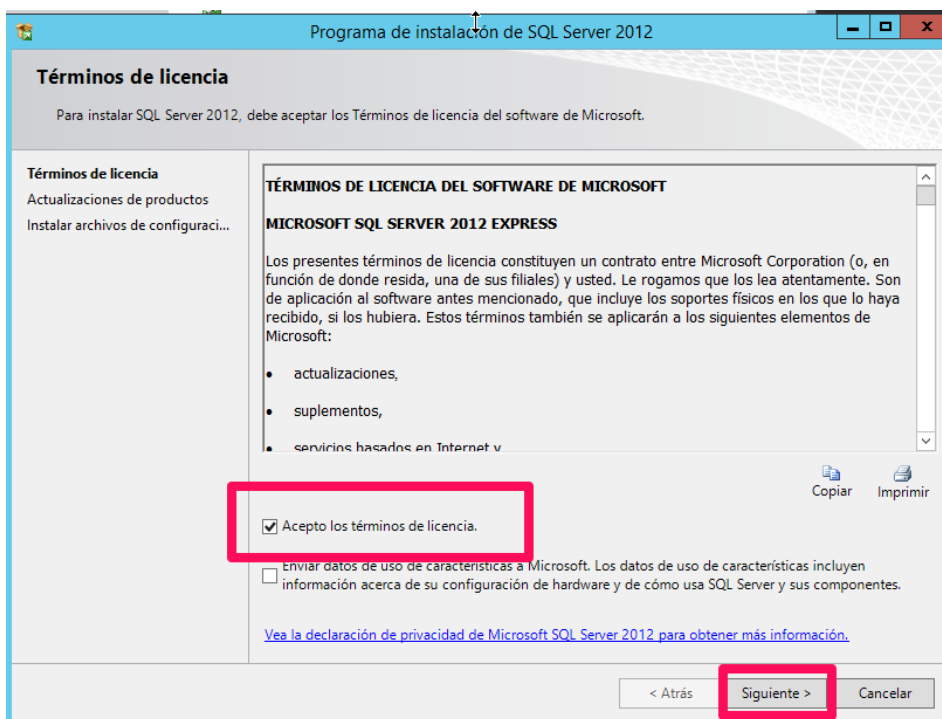 Programa de instalación de SQL Server 2012
Términos de licencia
Para instalar SQL Server 2012, debe aceptar los Términos de licencia del software de Microsoft.
Términos de licencia
Actualizaciones de productos
Instalar archivos de configuraci...
TÉRMINOS DE LICENCIA DEL SOFTWARE DE MICROSOFT
MICROSOFT SQL SERVER 2012 EXPRESS
Los presentes términos de licencia constituyen un contrato entre Microsoft Corporation (o, en
función de donde resida, una de sus filiales) y usted. Le rogamos que los lea atentamente. Son
de aplicación al software antes mencionado, que incluye los soportes físicos en los que lo haya
recibido, si los hubiera. Estos términos también se aplicarán a los siguientes elementos de
Microsoft:
• actualizaciones,
• suplementos,
• servicios basados en Internet y
Copiar
Imprimir
Acepto los términos de licencia.
Enviar datos de uso de características a Microsoft. Los datos de uso de características incluyen
información acerca de su configuración de hardware y de cómo usa SQL Server y sus componentes.
Vea la declaración de privacidad de Microsoft SQL Server 2012 para obtener más información.
< Atrás
Siguiente >
Cancelar